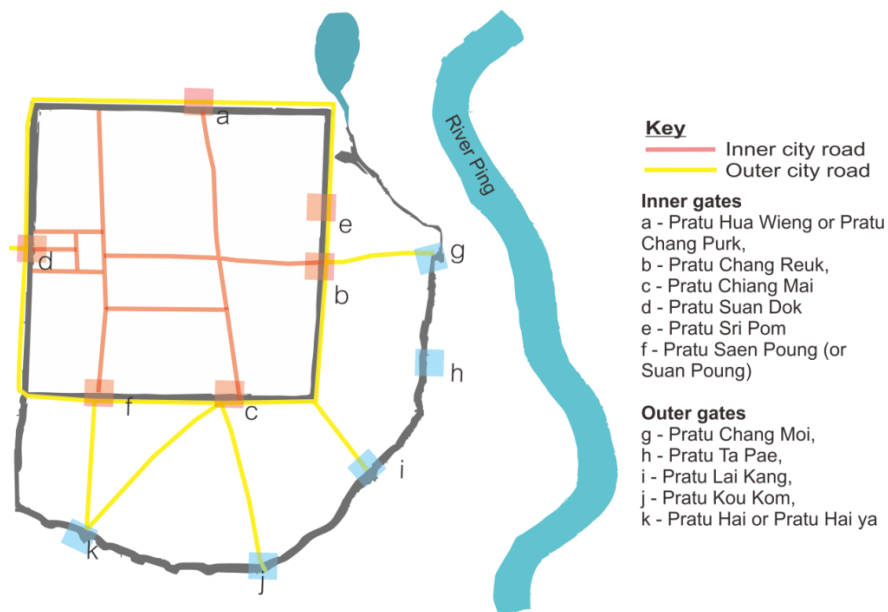 a
e
d
b
g
h
f
c
i
k
j
River Ping
Key
Inner city road
Outer city road
Inner gates
a - Pratu Hua Wieng or Pratu
Chang Purk,
b - Pratu Chang Reuk,
c - Pratu Chiang Mai
d - Pratu Suan Dok
e - Pratu Sri Pom
f - Pratu Saen Poung (or
Suan Poung)
Outer gates
g - Pratu Chang Moi,
h - Pratu Ta Pae,
i - Pratu Lai Kang,
j - Pratu Kou Kom,
k - Pratu Hai or Pratu Hai ya